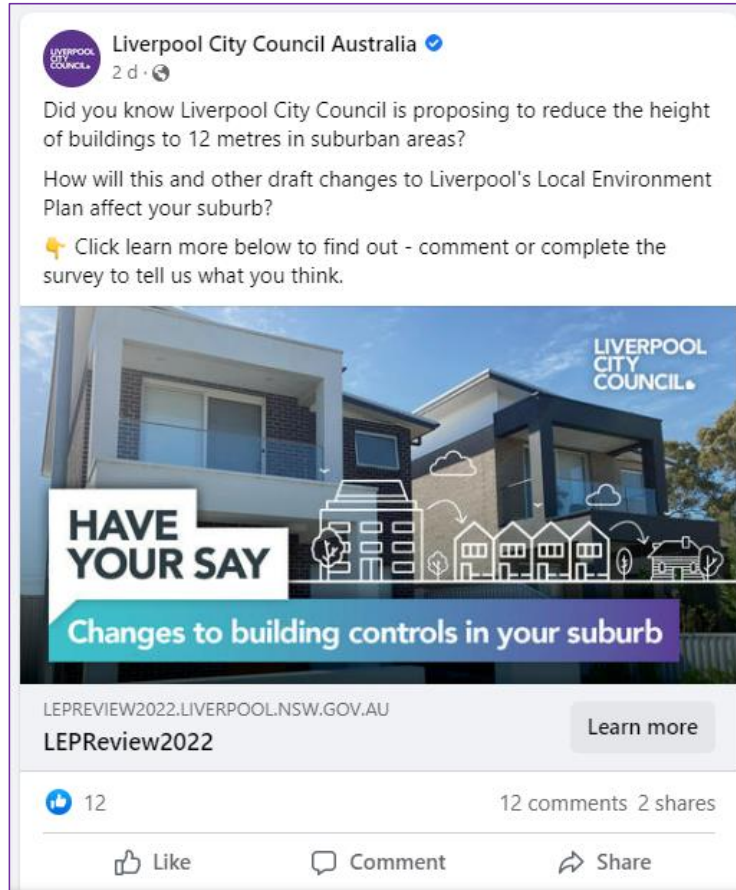 LIVERPOOL
CITY
COUNCIL
Liverpool City Council Australia
2 d
Did you know Liverpool City Council is proposing to reduce the height
of buildings to 12 metres in suburban areas?
How will this and other draft changes to Liverpool's Local Environment
Plan affect your suburb?
👇 Click learn more below to find out - comment or complete the
survey to tell us what you think.
LIVERPOOL
CITY
COUNCIL
HAVE
YOUR SAY
Changes to building controls in your suburb
LEPREVIEW2022.LIVERPOOL.NSW.GOV.AU
LEPReview2022
Learn more
12
12 comments 2 shares
Like
Comment
Share